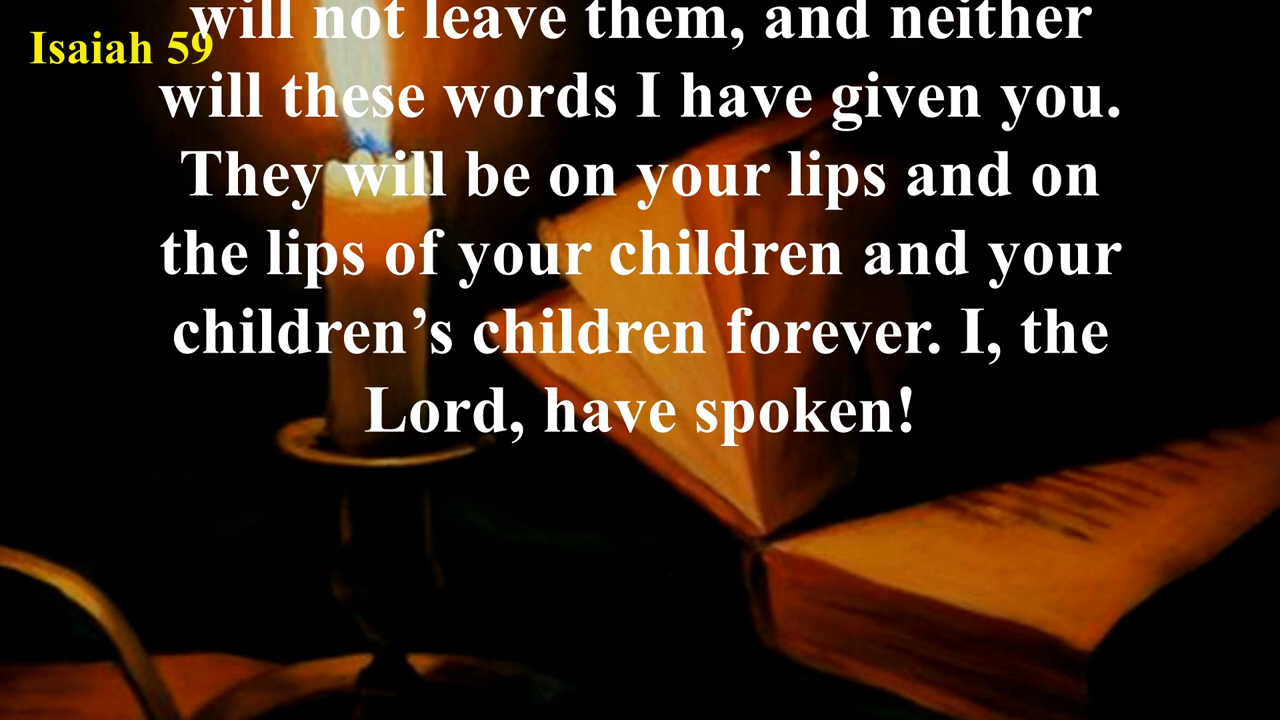 Isaiah 59
will not leave them, and neither
will these words I have given you.
They will be on your lips and on
the lips of your children and your
children’s children forever. I, the
Lord, have spoken!